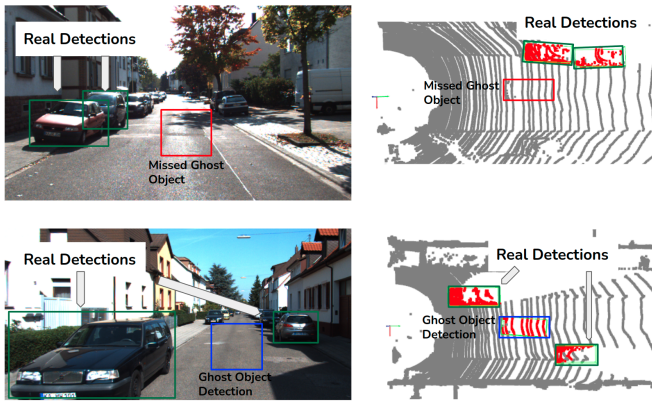 Real Detections
Missed Ghost
Object
Real Detections
Missed Ghost
Object
Real Detections
Ghost Object
Detection
Real Detections
Ghost Object
Detection